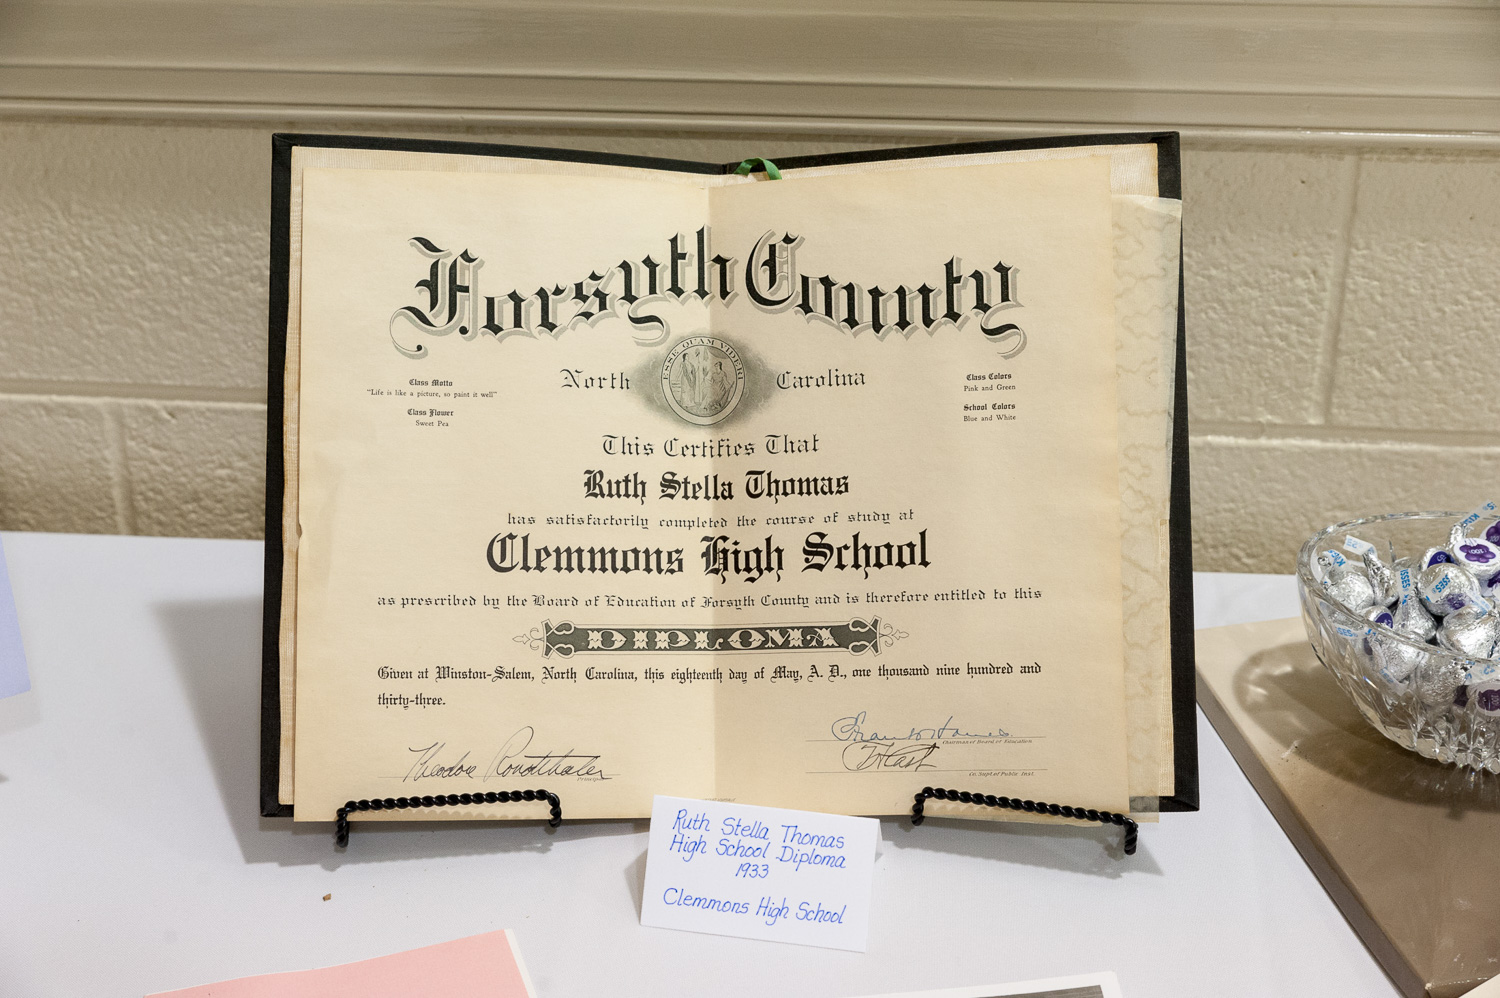 Forsyth County
ESSE QUAM VIDERI
North Carolina
Class Motto
"Life is like a picture, so paint it well"
Class Flower
Sweet Pea
Class Colors
Pink and Green
School Colors
Blue and White
This Certifies That
Ruth Stella Thomas
has satisfactorily completed the course of study at
Clemmons High School
as prescribed by the Board of Education of Forsyth County and is therefore entitled to this
DIPLOMA
Given at Winston-Salem, North Carolina, this eighteenth day of May, A. D., one thousand nine hundred and
thirty-three.
Theodore Rondthaler
Principal
Chairman of Board of Education
Co. Supt of Public Inst.
Ruth Stella Thomas
High School Diploma
1933
Clemmons High School